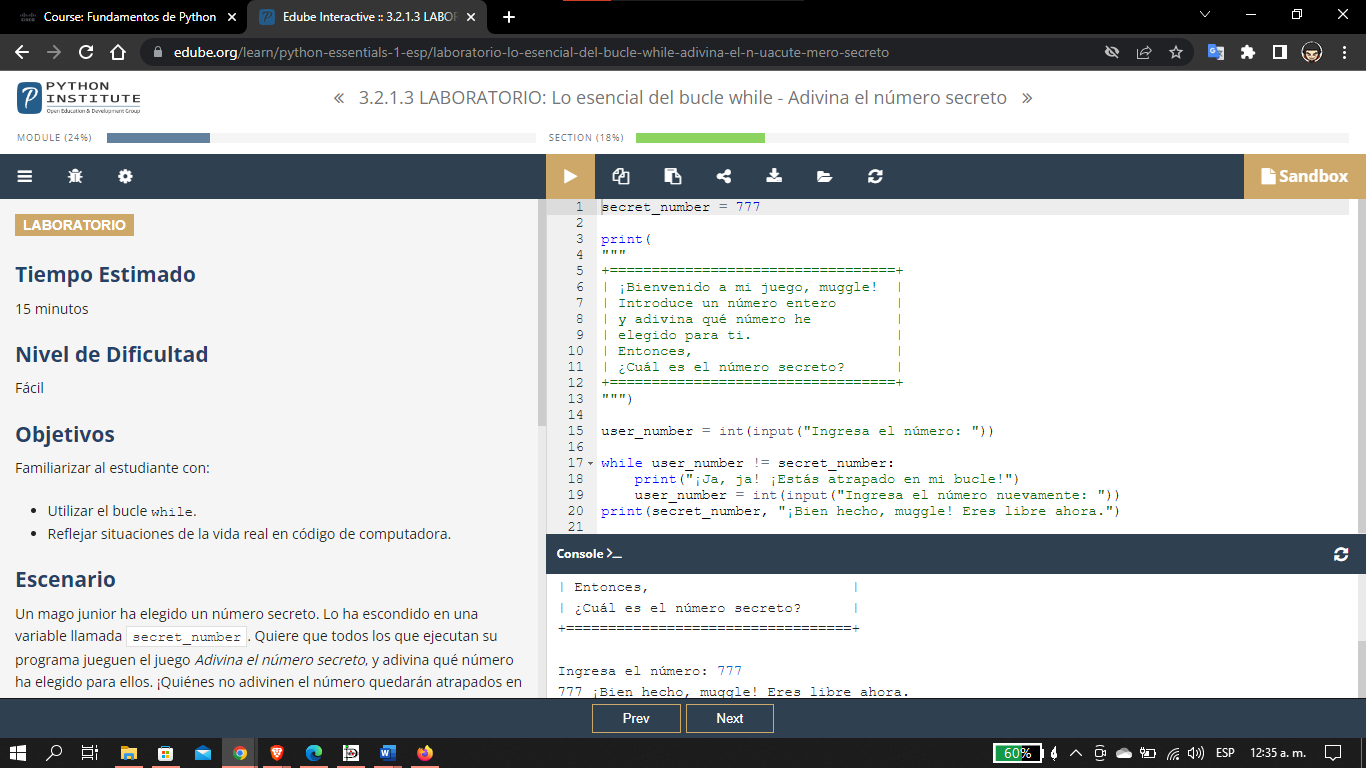 Course: Fundamentos de Python
Edube Interactive :: 3.2.1.3 LABOR
edube.org/learn/python-essentials-1-esp/laboratorio-lo-esencial-del-bucle-while-adivina-el-n-uacute-mero-secreto
PYTHON
INSTITUTE
Open Education & Development Group
« 3.2.1.3 LABORATORIO: Lo esencial del bucle while - Adivina el número secreto »
MODULE (24%)
SECTION (18%)
Sandbox
LABORATORIO
Tiempo Estimado
15 minutos
Nivel de Dificultad
Fácil
Objetivos
Familiarizar al estudiante con:
• Utilizar el bucle while.
• Reflejar situaciones de la vida real en código de computadora.
Escenario
Un mago junior ha elegido un número secreto. Lo ha escondido en una
variable llamada secret_number. Quiere que todos los que ejecutan su
programa jueguen el juego Adivina el número secreto, y adivina qué número
ha elegido para ellos. ¡Quiénes no adivinen el número quedarán atrapados en
1 secret_number = 777
2
3 print(
4 """
5 +==================================+
6 | ¡Bienvenido a mi juego, muggle!  |
7 | Introduce un número entero       |
8 | y adivina qué número he          |
9 | elegido para ti.                 |
10 | Entonces,                        |
11 | ¿Cuál es el número secreto?      |
12 +==================================+
13 """)
14
15 user_number = int(input("Ingresa el número: "))
16
17 while user_number != secret_number:
18     print("¡Ja, ja! ¡Estás atrapado en mi bucle!")
19     user_number = int(input("Ingresa el número nuevamente: "))
20 print(secret_number, "¡Bien hecho, muggle! Eres libre ahora.")
21
Console >_
| Entonces,                        |
| ¿Cuál es el número secreto?      |
+==================================+
Ingresa el número: 777
777 ¡Bien hecho, muggle! Eres libre ahora.
Prev
Next
60%
ESP
12:35 a. m.